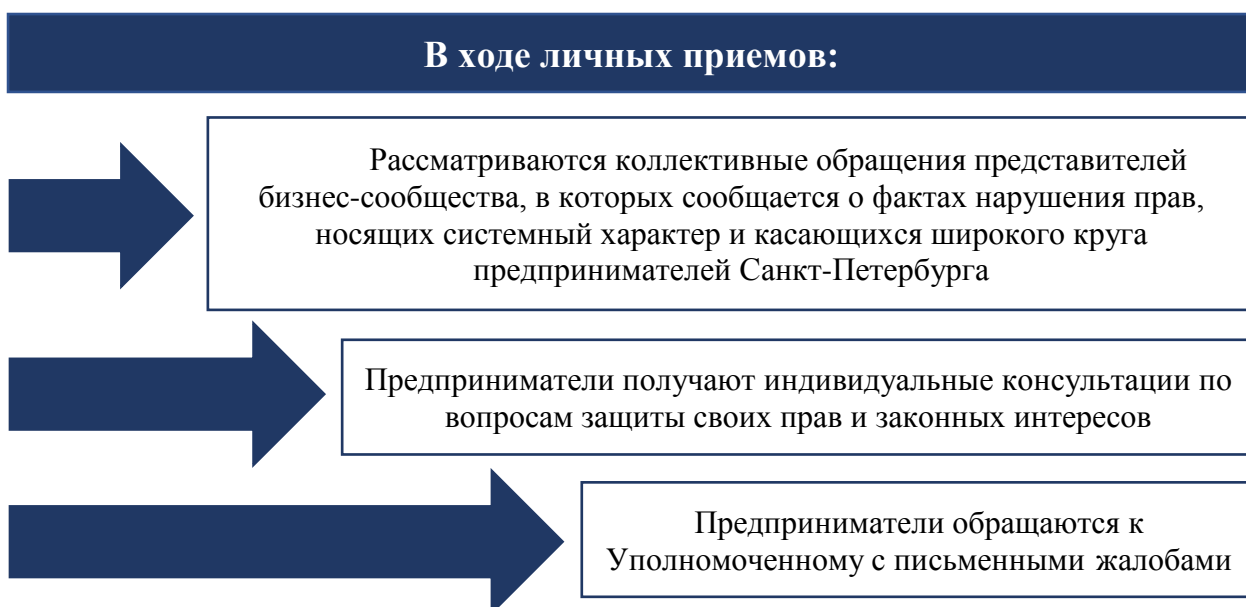 В ходе личных приемов:
Рассматриваются коллективные обращения представителей
бизнес-сообщества, в которых сообщается о фактах нарушения прав,
носящих системный характер и касающихся широкого круга
предпринимателей Санкт-Петербурга
Предприниматели получают индивидуальные консультации по
вопросам защиты своих прав и законных интересов
Предприниматели обращаются к
Уполномоченному с письменными жалобами